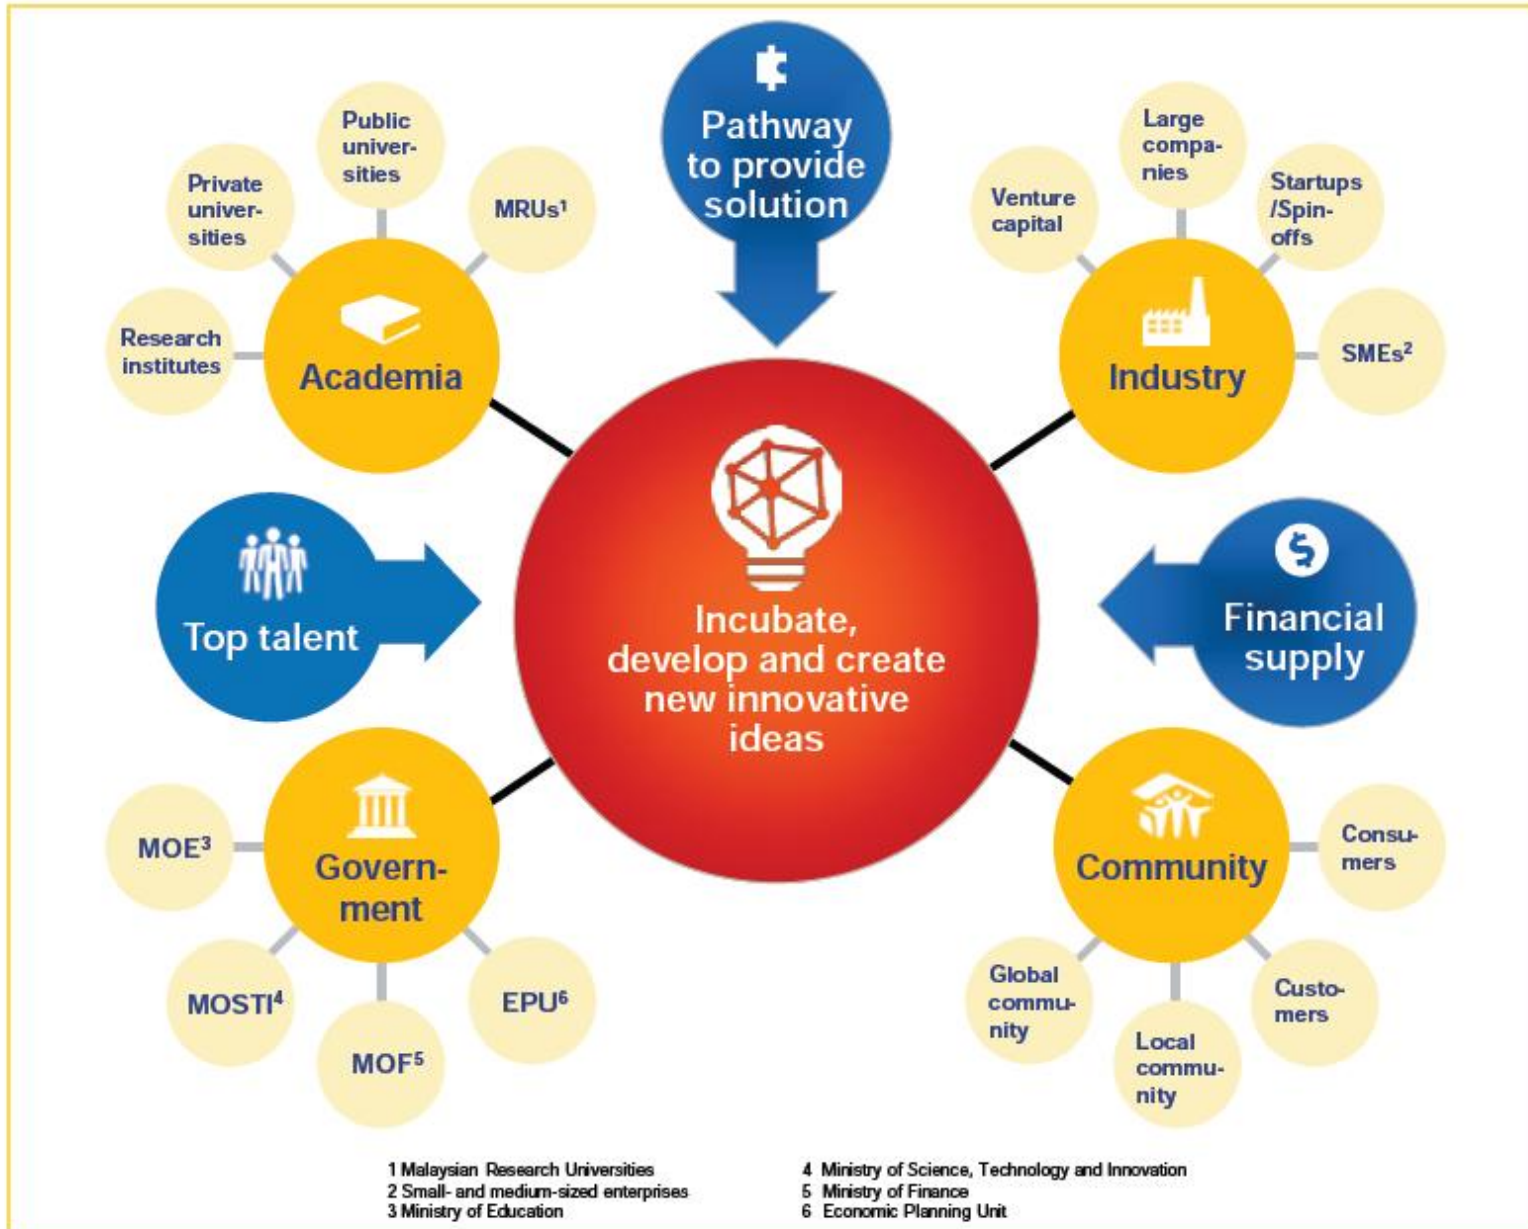 Pathway
to provide
solution
Public
univer-
sities
Private
univer-
sities
MRUs¹
Research
institutes
Academia
Large
compa-
nies
Venture
capital
Startups
/Spin-
offs
SMEs²
Industry
Top talent
Incubate,
develop and create
new innovative
ideas
Financial
supply
MOE³
Govern-
ment
MOSTI⁴
MOF⁵
EPU⁶
Community
Consu-
mers
Global
commu-
nity
Local
commu-
nity
Custo-
mers
1 Malaysian Research Universities
2 Small- and medium-sized enterprises
3 Ministry of Education
4 Ministry of Science, Technology and Innovation
5 Ministry of Finance
6 Economic Planning Unit